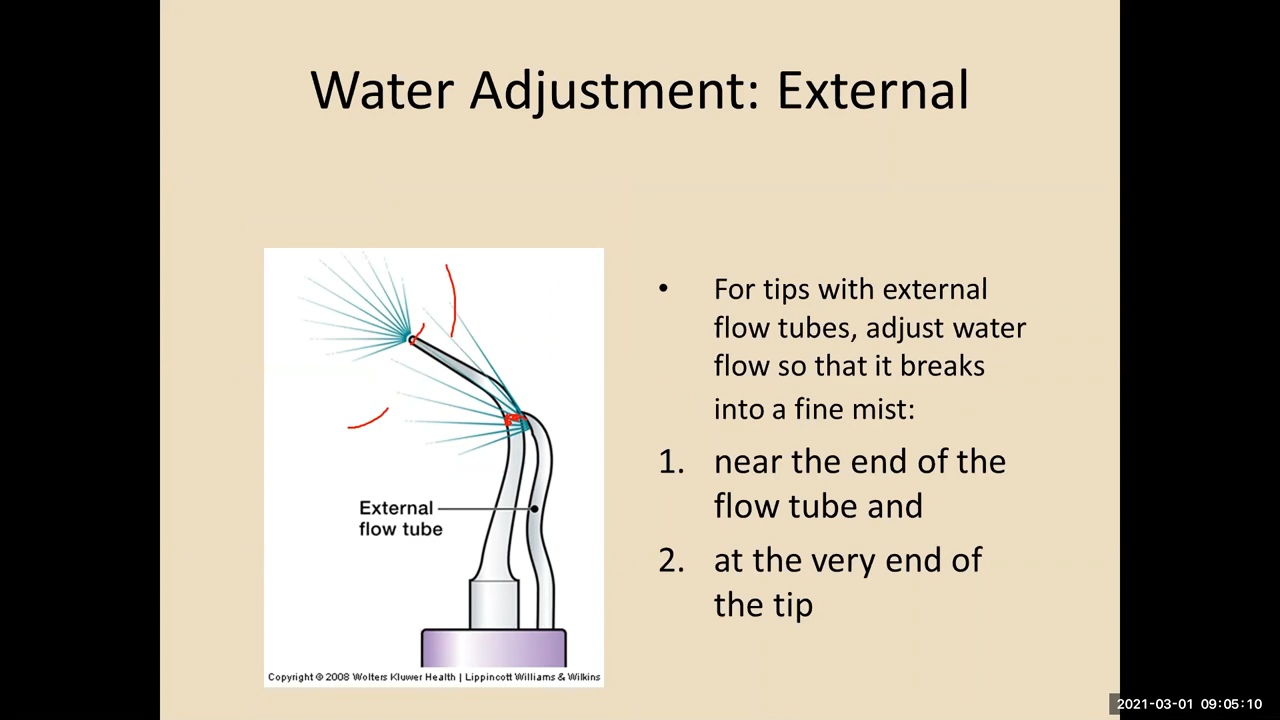 Water Adjustment: External
• For tips with external
flow tubes, adjust water
flow so that it breaks
into a fine mist:
1. near the end of the
flow tube and
2. at the very end of
the tip
External
flow tube
Copyright © 2008 Wolters Kluwer Health | Lippincott Williams & Wilkins
2021-03-01 09:05:10